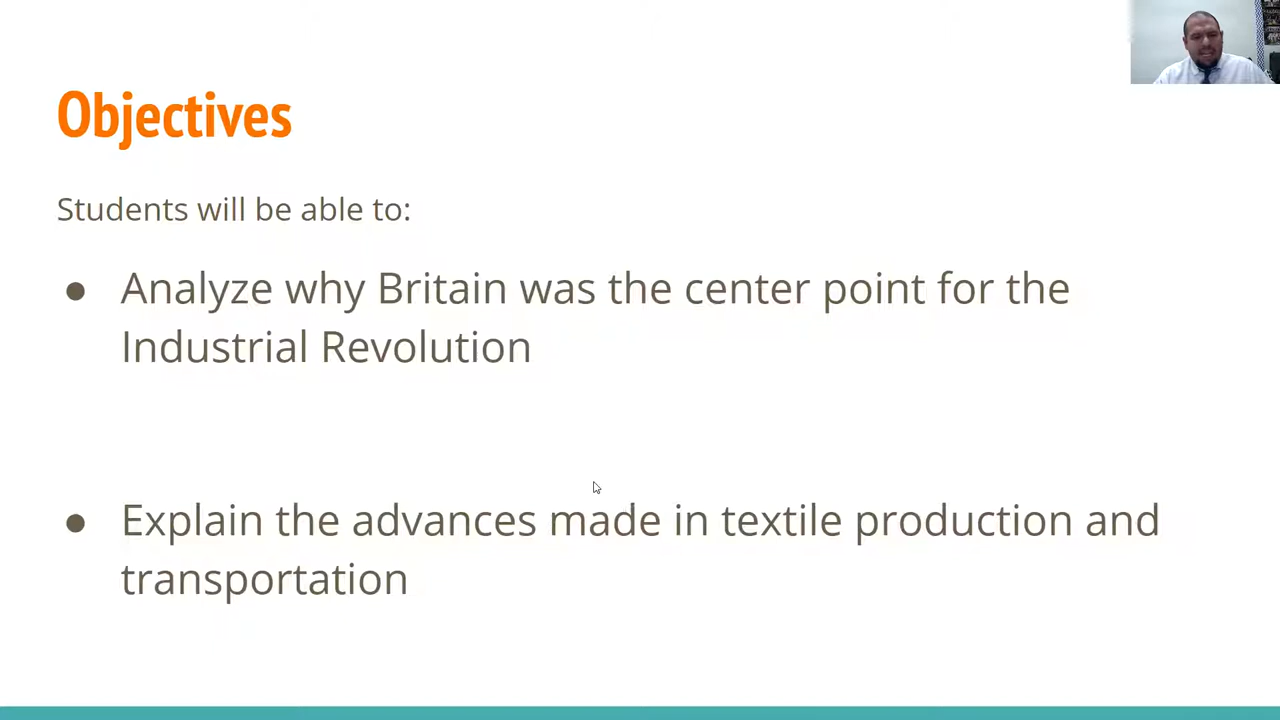 Objectives
Students will be able to:
● Analyze why Britain was the center point for the
Industrial Revolution
● Explain the advances made in textile production and
transportation